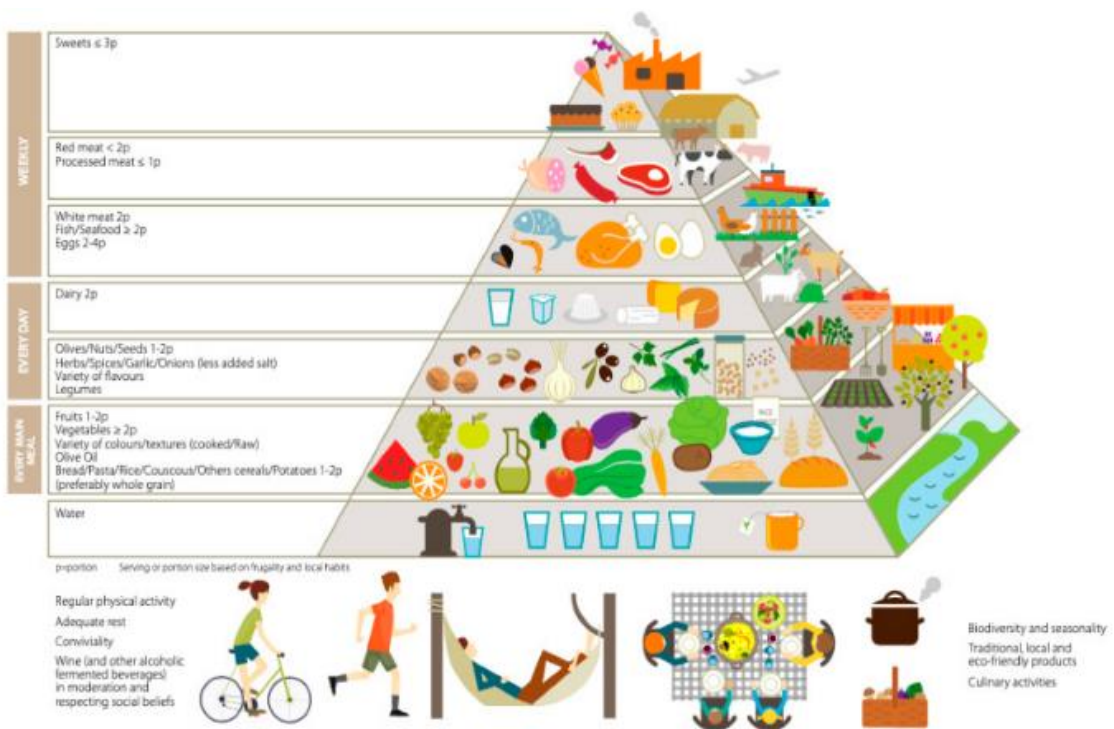 WEEKLY
Sweets ≤ 3p
Red meat < 2p
Processed meat ≤ 1p
White meat 2p
Fish/Seafood ≥ 2p
Eggs 2-4p
EVERY DAY
Dairy 2p
Olives/Nuts/Seeds 1-2p
Herbs/Spices/Garlic/Onions (less added salt)
Variety of flavours
Legumes
EVERY MAIN
MEAL
Fruits 1-2p
Vegetables ≥ 2p
Variety of colours/textures (cooked/Raw)
Olive Oil
Bread/Pasta/Rice/Couscous/Others cereals/Potatoes 1-2p
(preferably whole grain)
RICE
Water
p=portion Serving or portion size based on frugality and local habits
Regular physical activity
Adequate rest
Conviviality
Wine (and other alcoholic
fermented beverages)
in moderation and
respecting social beliefs
Biodiversity and seasonality
Traditional, local and
eco-friendly products
Culinary activities